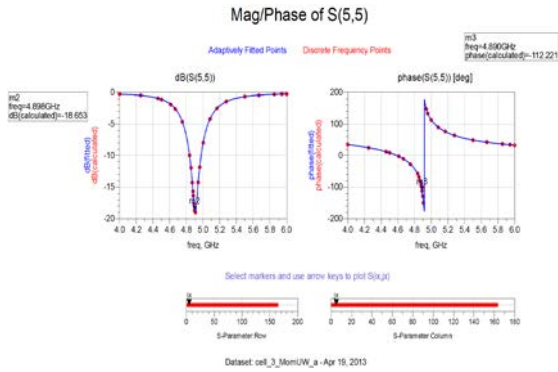 Mag/Phase of S(5,5)
m3
freq=4.890GHz
phase(calculated)=-112.221
Adaptively Fitted Points Discrete Frequency Points
m2
freq=4.898GHz
dB(calculated)=-18.653
dB(S(5,5))
phase(S(5,5)) [deg]
dB(fitted)
dB(calculated)
0
-5
-10
-15
-20
4.0 4.2 4.4 4.6 4.8 5.0 5.2 5.4 5.6 5.8 6.0
freq, GHz
phase(fitted)
phase(calculated)
200
100
0
-100
-200
4.0 4.2 4.4 4.6 4.8 5.0 5.2 5.4 5.6 5.8 6.0
freq, GHz
Select markers and use arrow keys to plot S(ix,jx)
0 50 100 150 200
S-Parameter Row
0 20 40 60 80 100 120 140 160 180
S-Parameter Column
Dataset: cell_3_MomUW_a - Apr 19, 2013